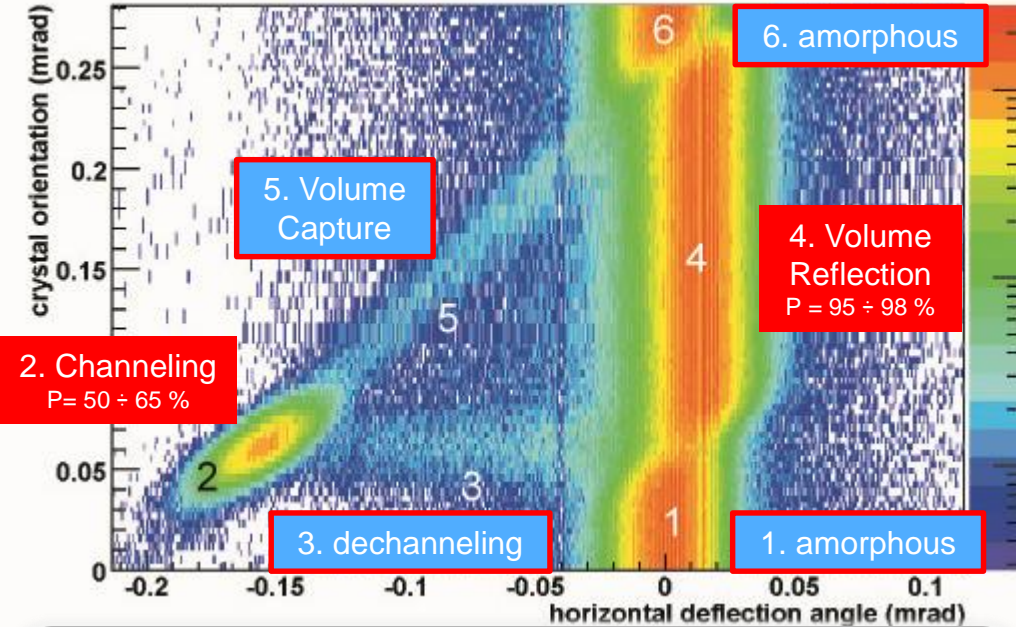 crystal orientation (mrad)
0.25
0.2
0.15
0.05
0
6
6. amorphous
5. Volume
Capture
4
4. Volume
Reflection
P = 95 ÷ 98 %
5
2. Channeling
P= 50 ÷ 65 %
2
3
1
3. dechanneling
1. amorphous
-0.2
-0.15
-0.1
-0.05
0
0.05
0.1
horizontal deflection angle (mrad)